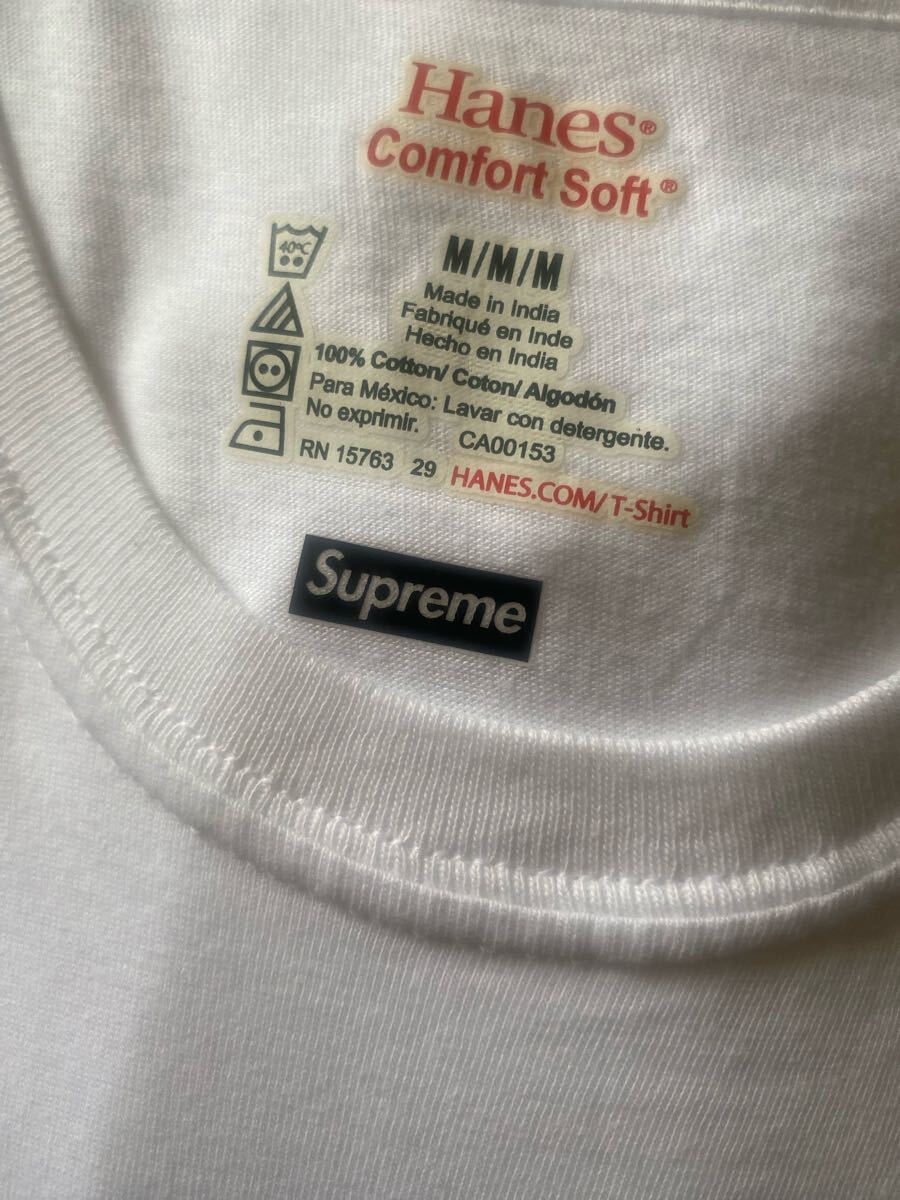 Hanes®
Comfort Soft®
40ºC
M/M/M
Made in India
Fabriqué en Inde
Hecho en India
100% Cotton/ Coton/ Algodón
Para México: Lavar con detergente.
No exprimir. CA00153
RN 15763 29 HANES.COM/ T-Shirt
Supreme